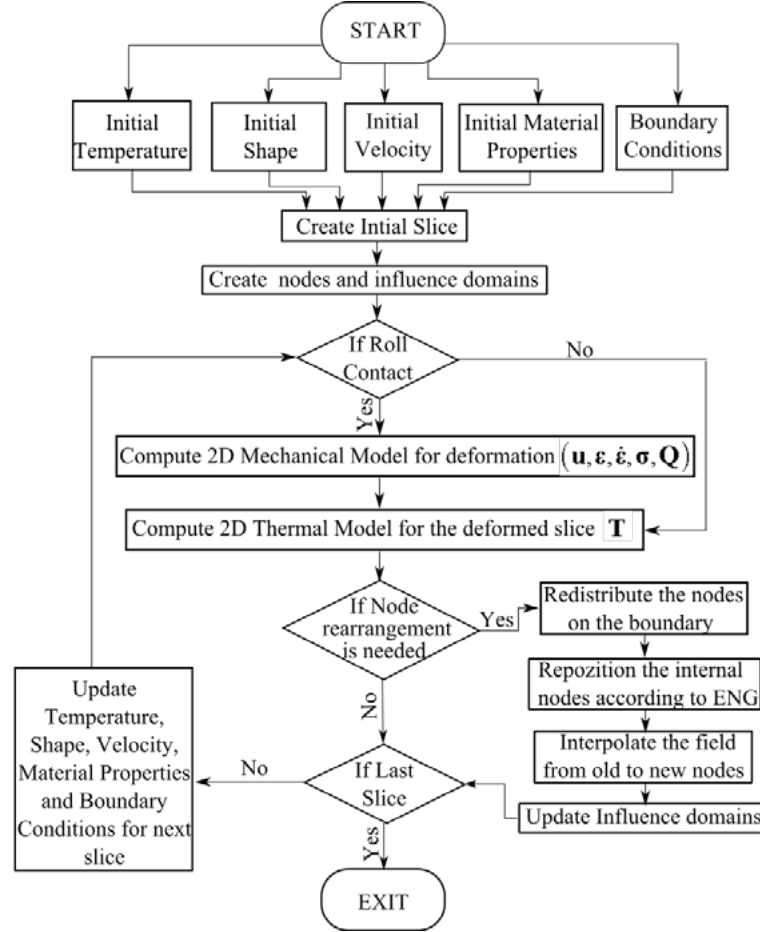 START
Initial
Temperature
Initial
Shape
Initial
Velocity
Initial Material
Properties
Boundary
Conditions
Create Intial Slice
Create nodes and influence domains
If Roll
Contact
No
Yes
Compute 2D Mechanical Model for deformation (u, ε, ε̇, σ, Q)
Compute 2D Thermal Model for the deformed slice T
If Node
rearrangement
is needed
Yes
No
Redistribute the nodes
on the boundary
Repozition the internal
nodes according to ENG
Interpolate the field
from old to new nodes
Update Influence domains
If Last
Slice
No
Yes
Update
Temperature,
Shape, Velocity,
Material Properties
and Boundary
Conditions for next
slice
EXIT